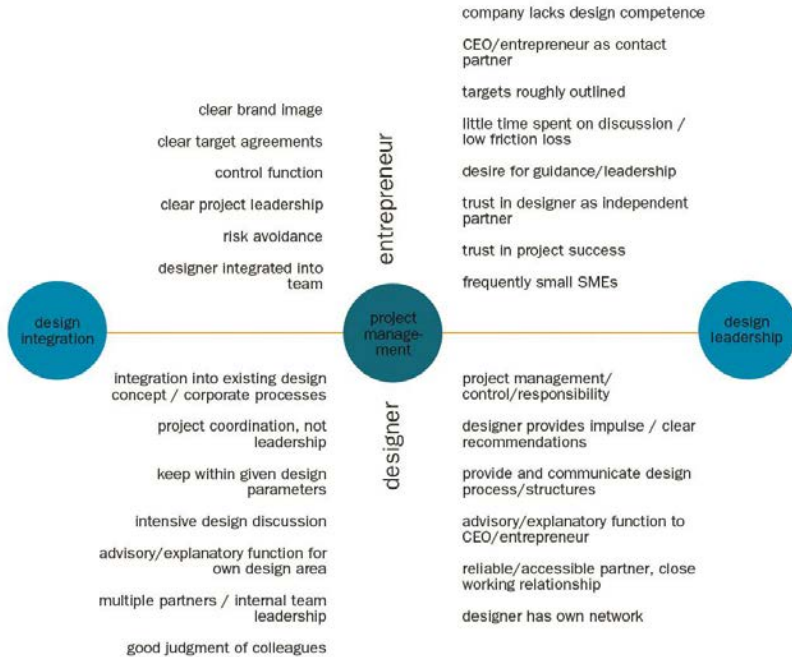 clear brand image
clear target agreements
control function
clear project leadership
risk avoidance
designer integrated into
team
entrepreneur
company lacks design competence
CEO/entrepreneur as contact
partner
targets roughly outlined
little time spent on discussion /
low friction loss
desire for guidance/leadership
trust in designer as independent
partner
trust in project success
frequently small SMEs
design
integration
project
manage-
ment
design
leadership
integration into existing design
concept / corporate processes
project coordination, not
leadership
keep within given design
parameters
intensive design discussion
advisory/explanatory function for
own design area
multiple partners / internal team
leadership
good judgment of colleagues
designer
project management/
control/responsibility
designer provides impulse / clear
recommendations
provide and communicate design
process/structures
advisory/explanatory function to
CEO/entrepreneur
reliable/accessible partner, close
working relationship
designer has own network